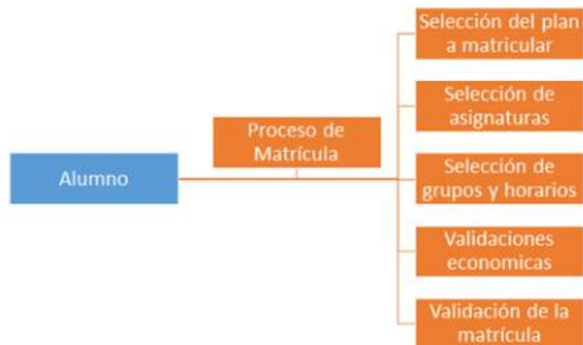 Alumno
Proceso de
Matrícula
Selección del plan
a matricular
Selección de
asignaturas
Selección de
grupos y horarios
Validaciones
economicas
Validación de la
matrícula